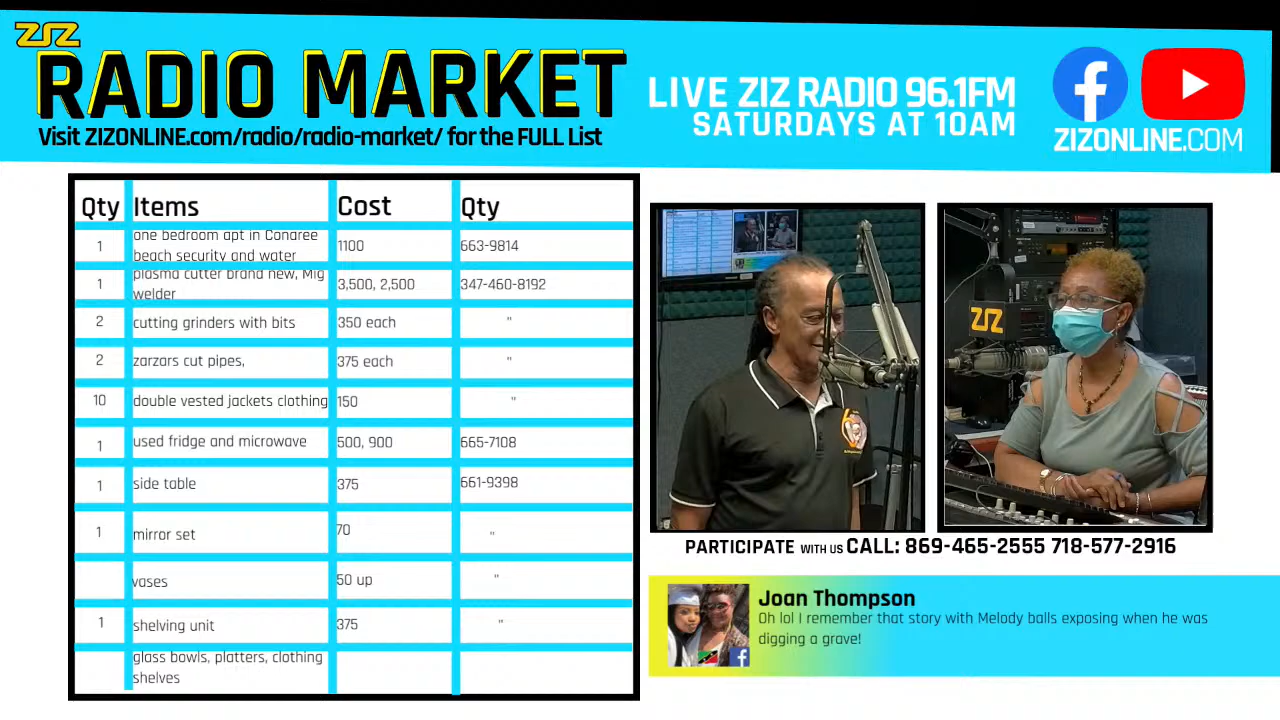 ZIZ
RADIO MARKET
Visit ZIZONLINE.com/radio/radio-market/ for the FULL List
LIVE ZIZ RADIO 96.1FM
SATURDAYS AT 10AM
ZIZONLINE.COM
Qty Items Cost Qty
1 one bedroom apt in Conaree beach security and water 1100 663-9814
1 plasma cutter brand new, Mig welder 3,500, 2,500 347-460-8192
2 cutting grinders with bits 350 each "
2 zarzars cut pipes, 375 each "
10 double vested jackets clothing 150 "
1 used fridge and microwave 500, 900 665-7108
1 side table 375 661-9398
1 mirror set 70 "
vases 50 up "
1 shelving unit 375 "
glass bowls, platters, clothing shelves
ZIZ
PARTICIPATE WITH US CALL: 869-465-2555 718-577-2916
Joan Thompson
Oh lol I remember that story with Melody balls exposing when he was
digging a grave!